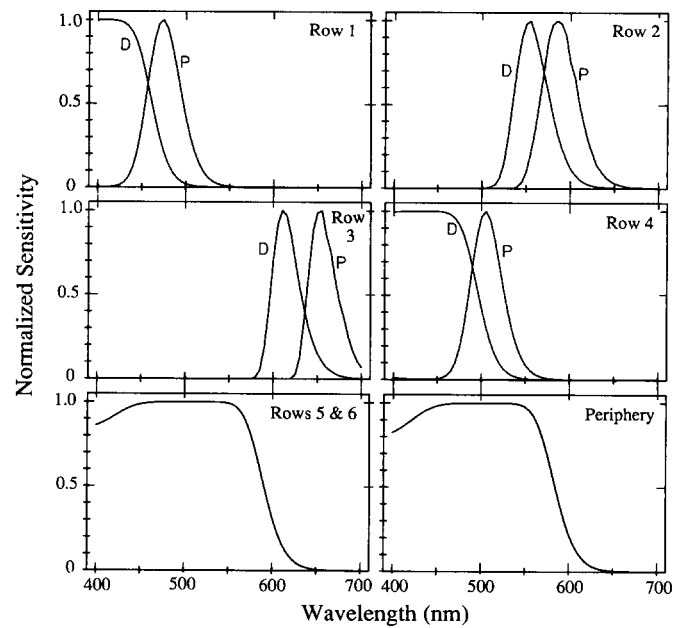 1.0
D
P
Row 1
0.5
0
D
P
Row 2
1.0
D
P
Row
3
0.5
0
D
P
Row 4
1.0
Rows 5 & 6
0.5
0
Periphery
400 500 600 700
400 500 600 700
Normalized Sensitivity
Wavelength (nm)